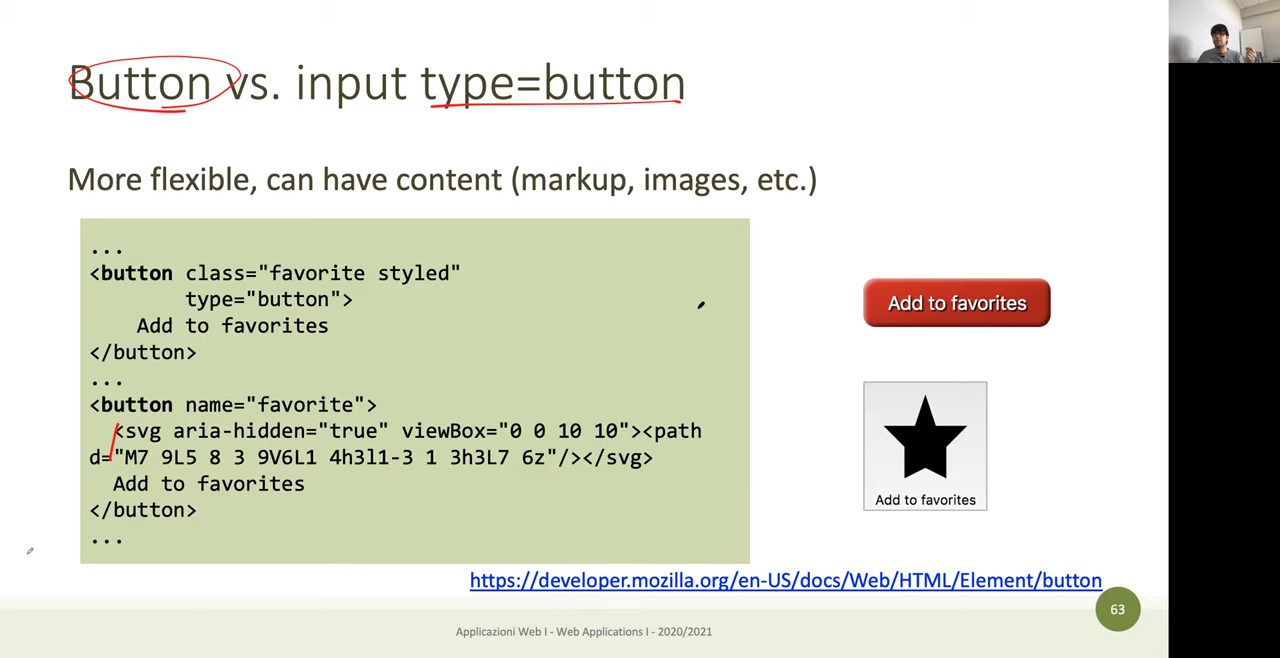 Button vs. input type=button
More flexible, can have content (markup, images, etc.)
...
<button class="favorite styled"
type="button">
Add to favorites
</button>
...
<button name="favorite">
<svg aria-hidden="true" viewBox="0 0 10 10"><path
d="M7 9L5 8 3 9V6L1 4h3l1-3 1 3h3L7 6z"/></svg>
Add to favorites
</button>
...
Add to favorites
Add to favorites
https://developer.mozilla.org/en-US/docs/Web/HTML/Element/button
63
Applicazioni Web I - Web Applications I - 2020/2021